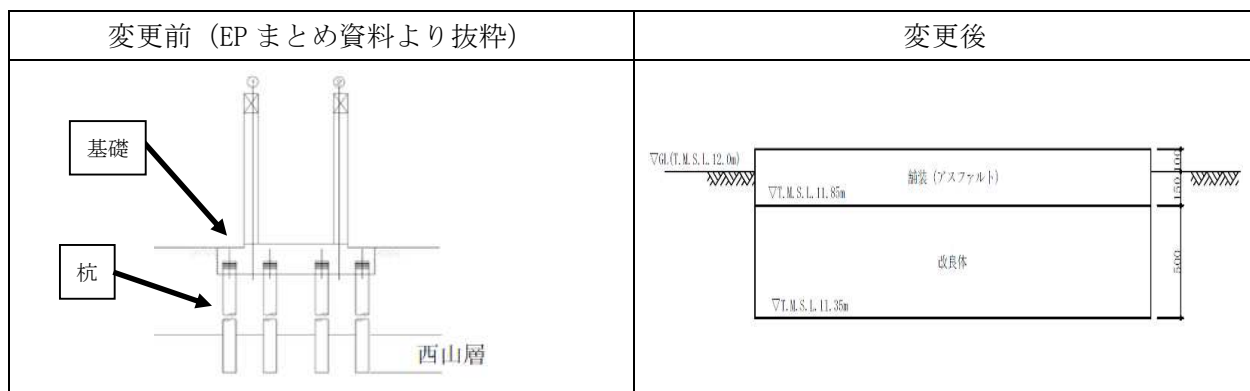 変更前（EP まとめ資料より抜粋）
変更後
基礎
杭
西山層
▽GL(T.M.S.L.12.0m)
舗装（アスファルト）
▽T.M.S.L.11.85m
改良体
▽T.M.S.L.11.35m
100
150
500